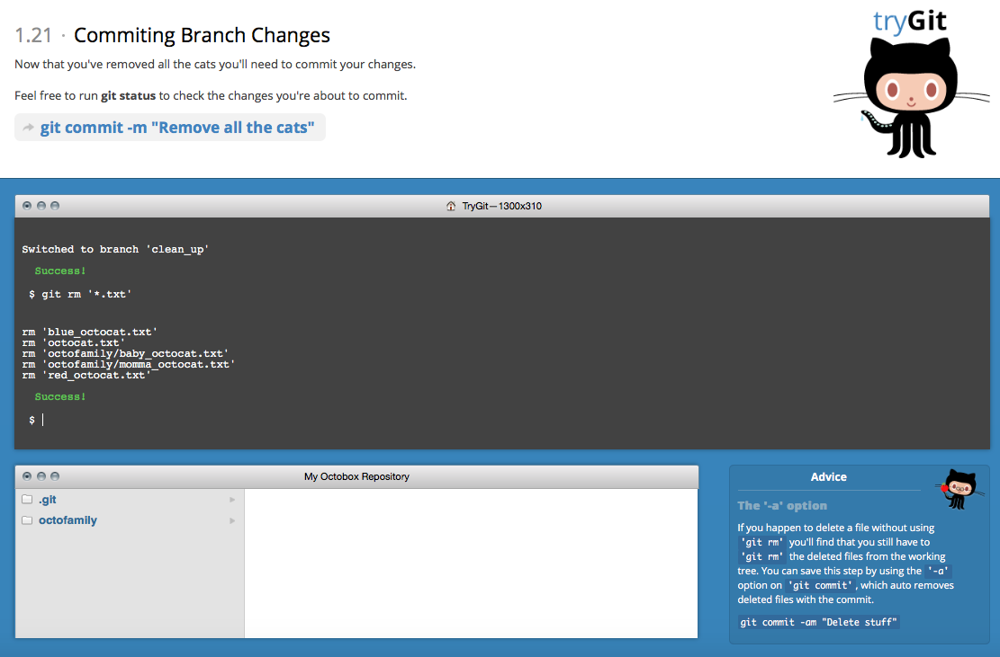 1.21 · Commiting Branch Changes
tryGit
Now that you've removed all the cats you'll need to commit your changes.
Feel free to run git status to check the changes you're about to commit.
git commit -m "Remove all the cats"
TryGit—1300x310
Switched to branch 'clean_up'
Success!
$ git rm '*.txt'
rm 'blue_octocat.txt'
rm 'octocat.txt'
rm 'octofamily/baby_octocat.txt'
rm 'octofamily/momma_octocat.txt'
rm 'red_octocat.txt'
Success!
$
My Octobox Repository
.git
octofamily
Advice
The '-a' option
If you happen to delete a file without using
'git rm' you'll find that you still have to
'git rm' the deleted files from the working
tree. You can save this step by using the '-a'
option on 'git commit', which auto removes
deleted files with the commit.
git commit -am "Delete stuff"